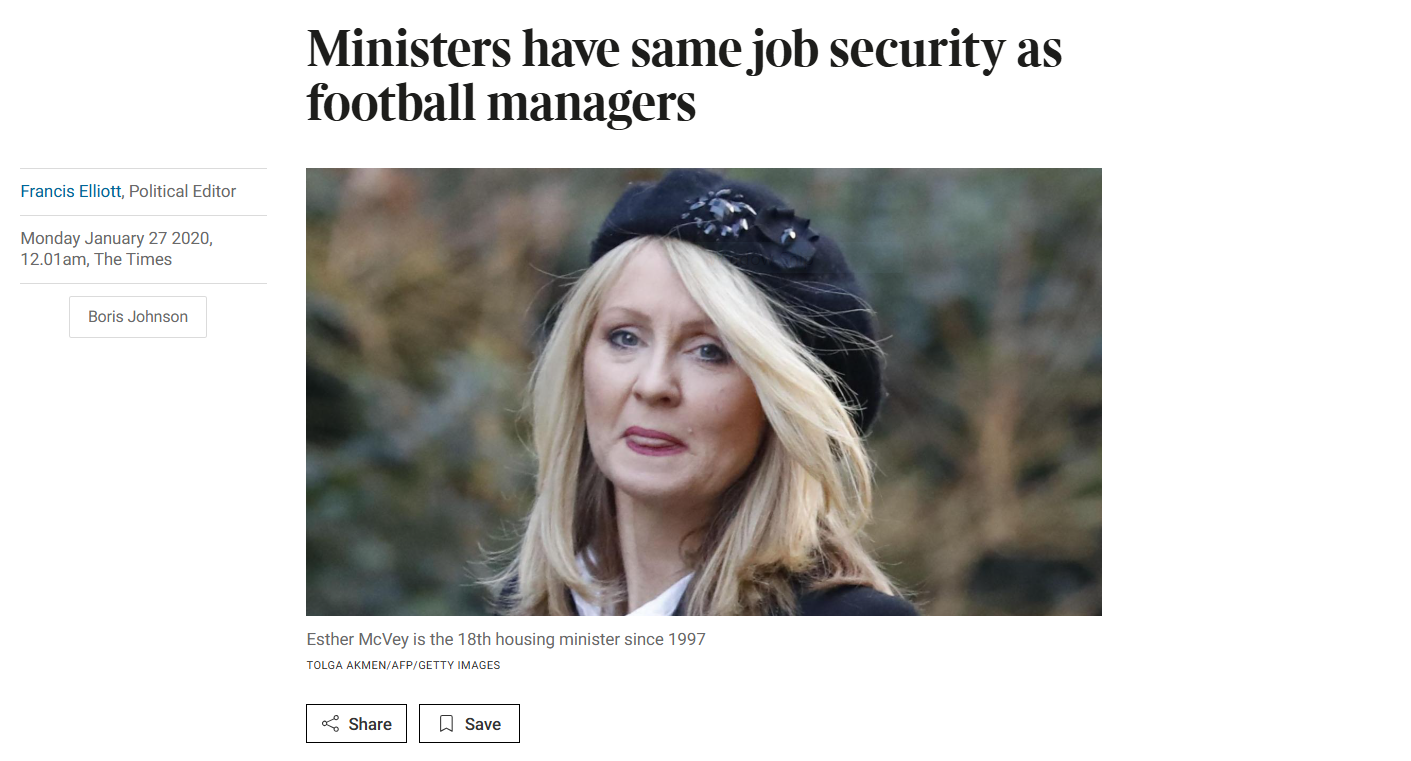 Ministers have same job security as
football managers
Francis Elliott, Political Editor
Monday January 27 2020,
12.01am, The Times
Boris Johnson
Esther McVey is the 18th housing minister since 1997
TOLGA AKMEN/AFP/GETTY IMAGES
Share
Save